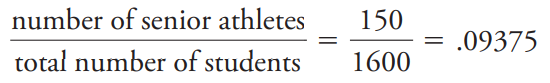 number of senior athletes
total number of students
=
150
1600
= .09375